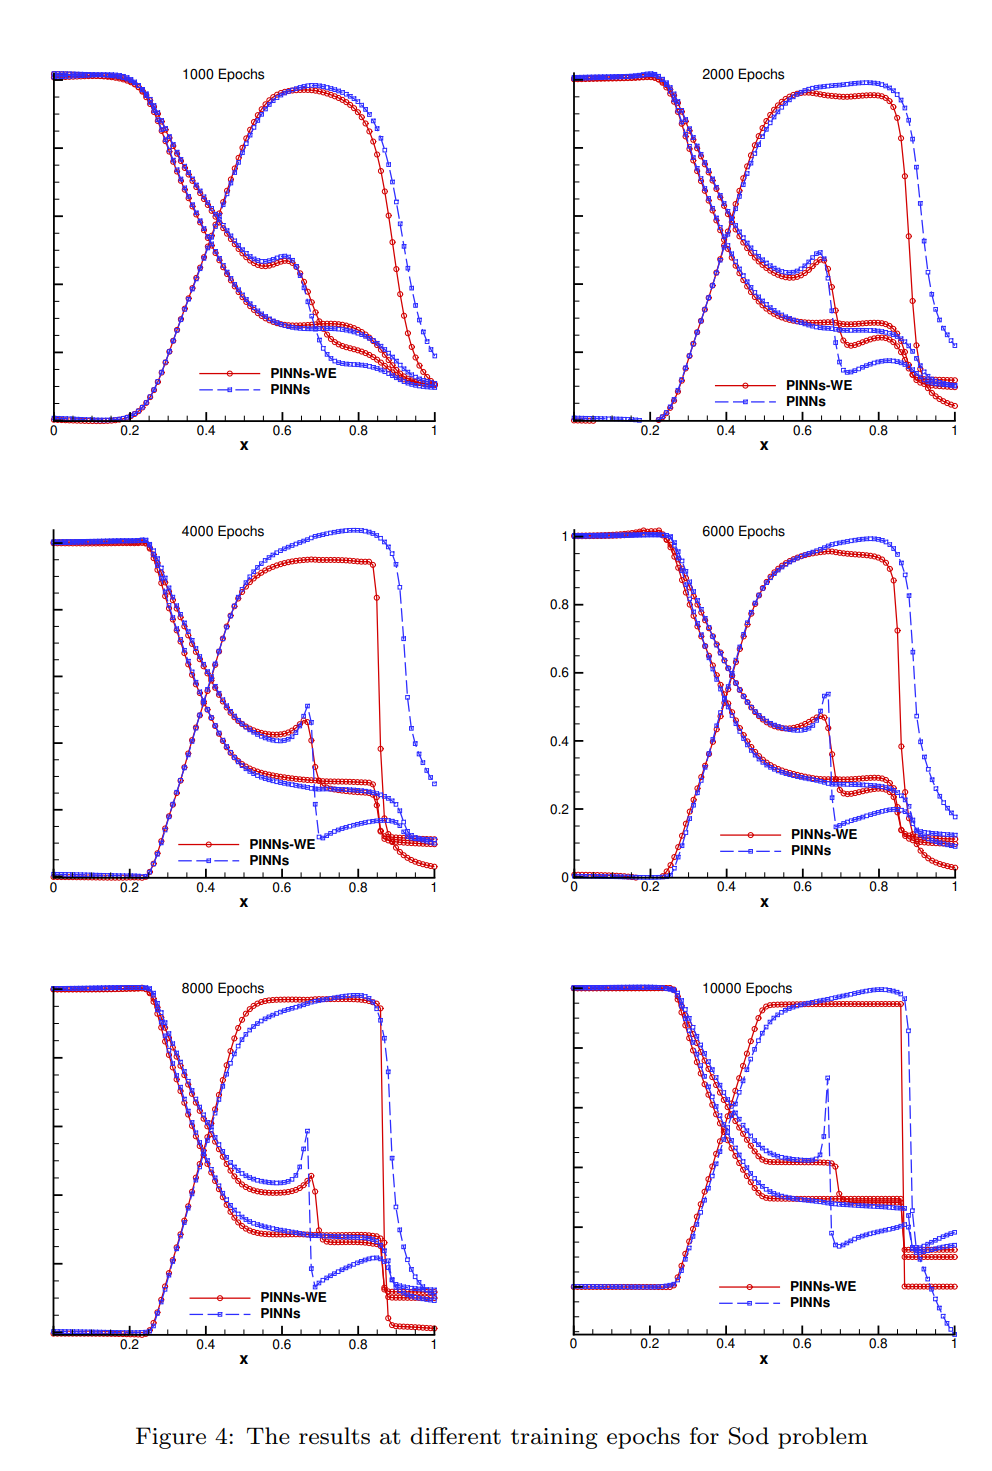 1000 Epochs
PINNs-WE
PINNs
0 0.2 0.4 0.6 0.8 1
x
2000 Epochs
PINNs-WE
PINNs
0.2 0.4 0.6 0.8 1
x
4000 Epochs
PINNs-WE
PINNs
0 0.2 0.4 0.6 0.8 1
x
6000 Epochs
1
0.8
0.6
0.4
0.2
0
PINNs-WE
PINNs
0 0.2 0.4 0.6 0.8 1
x
8000 Epochs
PINNs-WE
PINNs
0.2 0.4 0.6 0.8 1
x
10000 Epochs
PINNs-WE
PINNs
0 0.2 0.4 0.6 0.8 1
x
Figure 4: The results at different training epochs for Sod problem